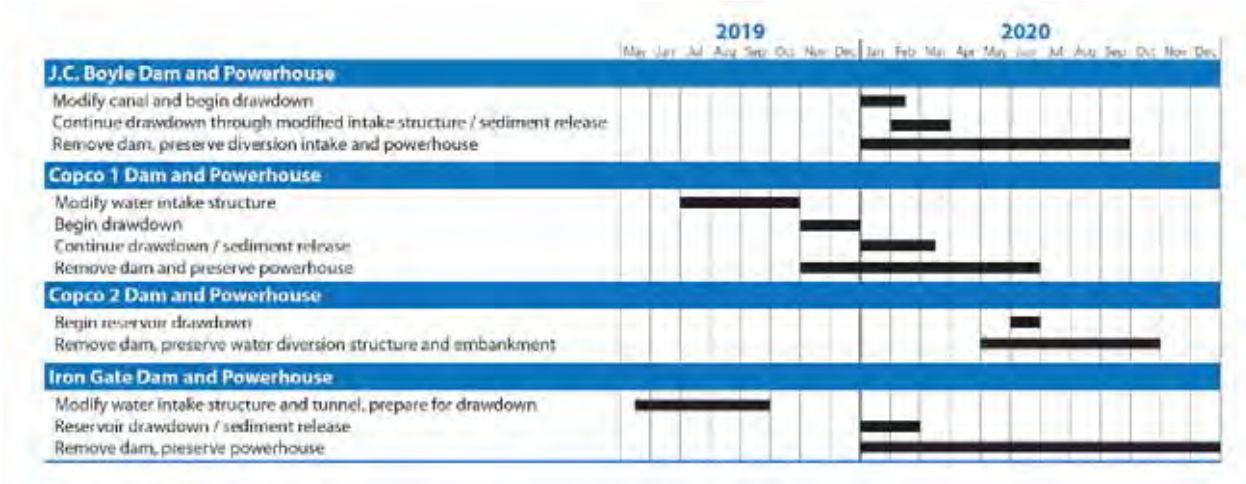 2019 2020
May Jun Jul Aug Sep Oct Nov Dec Jan Feb Mar Apr May Jun Jul Aug Sep Oct Nov Dec
J.C. Boyle Dam and Powerhouse
Modify canal and begin drawdown
Continue drawdown through modified intake structure / sediment release
Remove dam, preserve diversion intake and powerhouse
Copco 1 Dam and Powerhouse
Modify water intake structure
Begin drawdown
Continue drawdown / sediment release
Remove dam and preserve powerhouse
Copco 2 Dam and Powerhouse
Begin reservoir drawdown
Remove dam, preserve water diversion structure and embankment
Iron Gate Dam and Powerhouse
Modify water intake structure and tunnel, prepare for drawdown
Reservoir drawdown / sediment release
Remove dam, preserve powerhouse